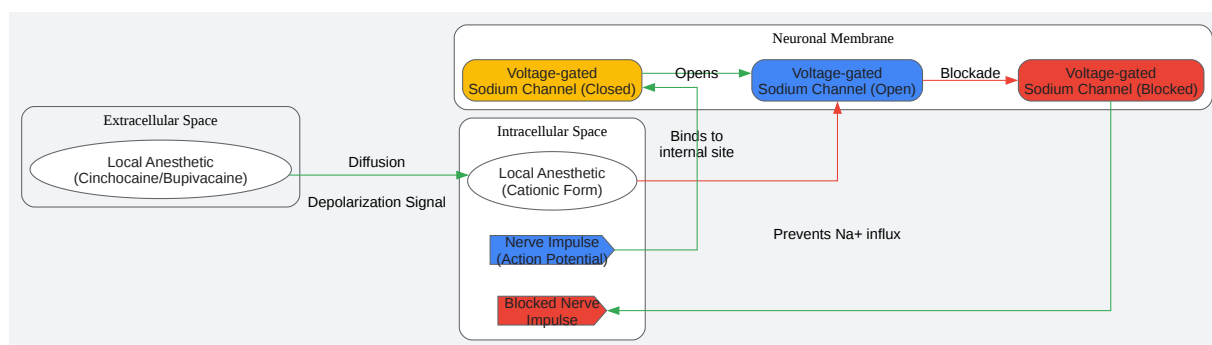 Neuronal Membrane
Voltage-gated
Sodium Channel (Closed)
Opens
Voltage-gated
Sodium Channel (Open)
Blockade
Voltage-gated
Sodium Channel (Blocked)
Extracellular Space
Local Anesthetic
(Cinchocaine/Bupivacaine)
Diffusion
Depolarization Signal
Intracellular Space
Local Anesthetic
(Cationic Form)
Binds to
internal site
Nerve Impulse
(Action Potential)
Prevents Na+ influx
Blocked Nerve
Impulse